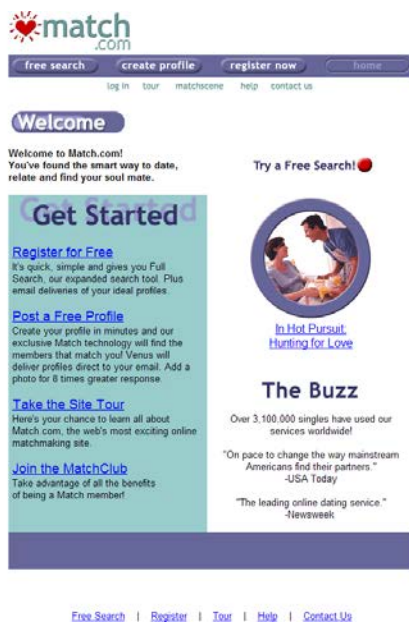 match
.com
free search create profile register now home
log in tour matchscene help contact us
Welcome
Welcome to Match.com!
You've found the smart way to date,
relate and find your soul mate.
Get Started
Register for Free
It's quick, simple and gives you Full
Search, our expanded search tool. Plus
email deliveries of your ideal profiles.
Post a Free Profile
Create your profile in minutes and our
exclusive Match technology will find the
members that match you! Venus will
deliver profiles direct to your email. Add a
photo for 8 times greater response.
Take the Site Tour
Here's your chance to learn all about
Match.com, the web's most exciting online
matchmaking site.
Join the MatchClub
Take advantage of all the benefits
of being a Match member!
Try a Free Search!
In Hot Pursuit:
Hunting for Love
The Buzz
Over 3,100,000 singles have used our
services worldwide!
"On pace to change the way mainstream
Americans find their partners."
-USA Today
"The leading online dating service."
-Newsweek
Free Search | Register | Tour | Help | Contact Us